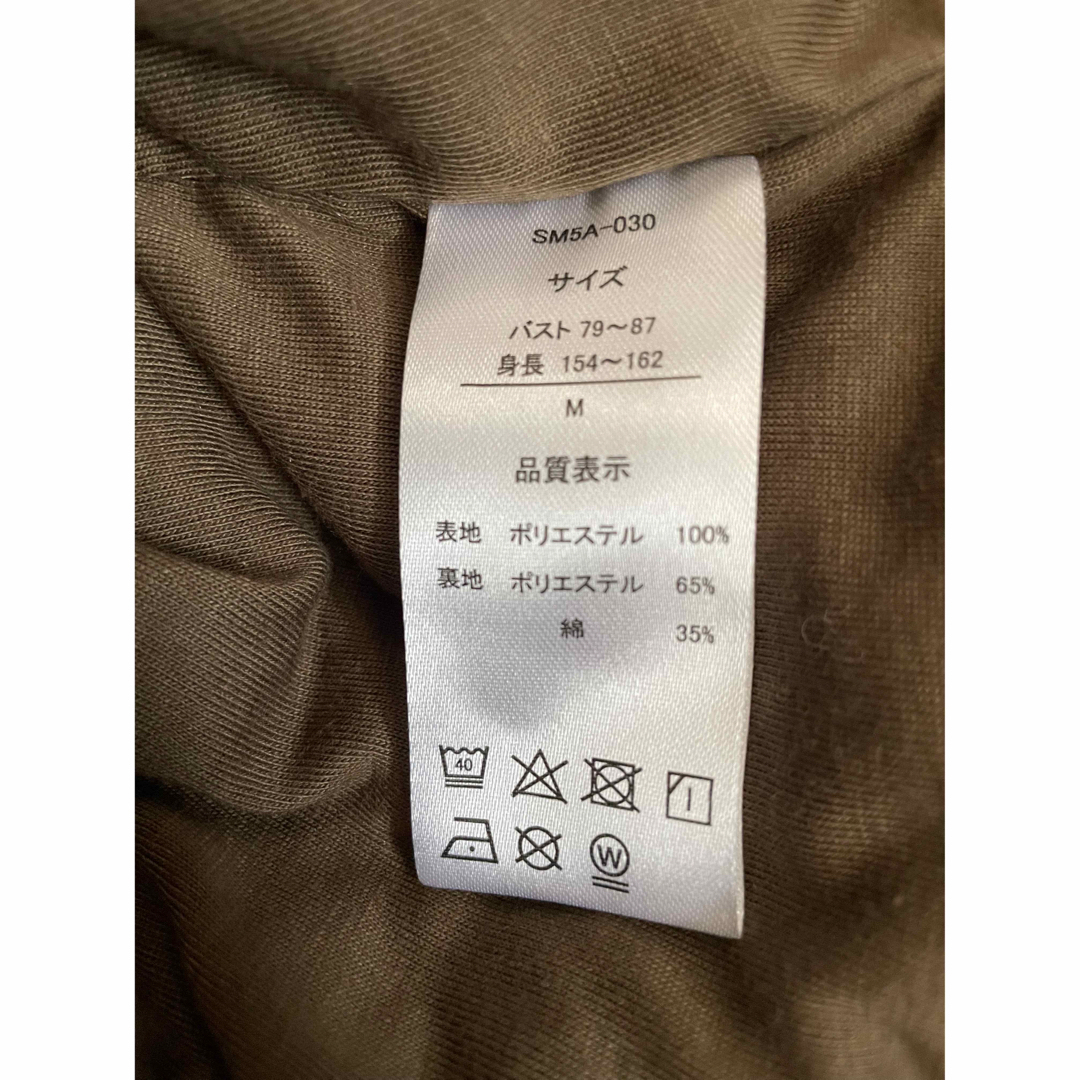 SM5A-030
サイズ
バスト 79～87
身長 154～162
M
品質表示
表地 ポリエステル 100%
裏地 ポリエステル 65%
綿 35%
40
W